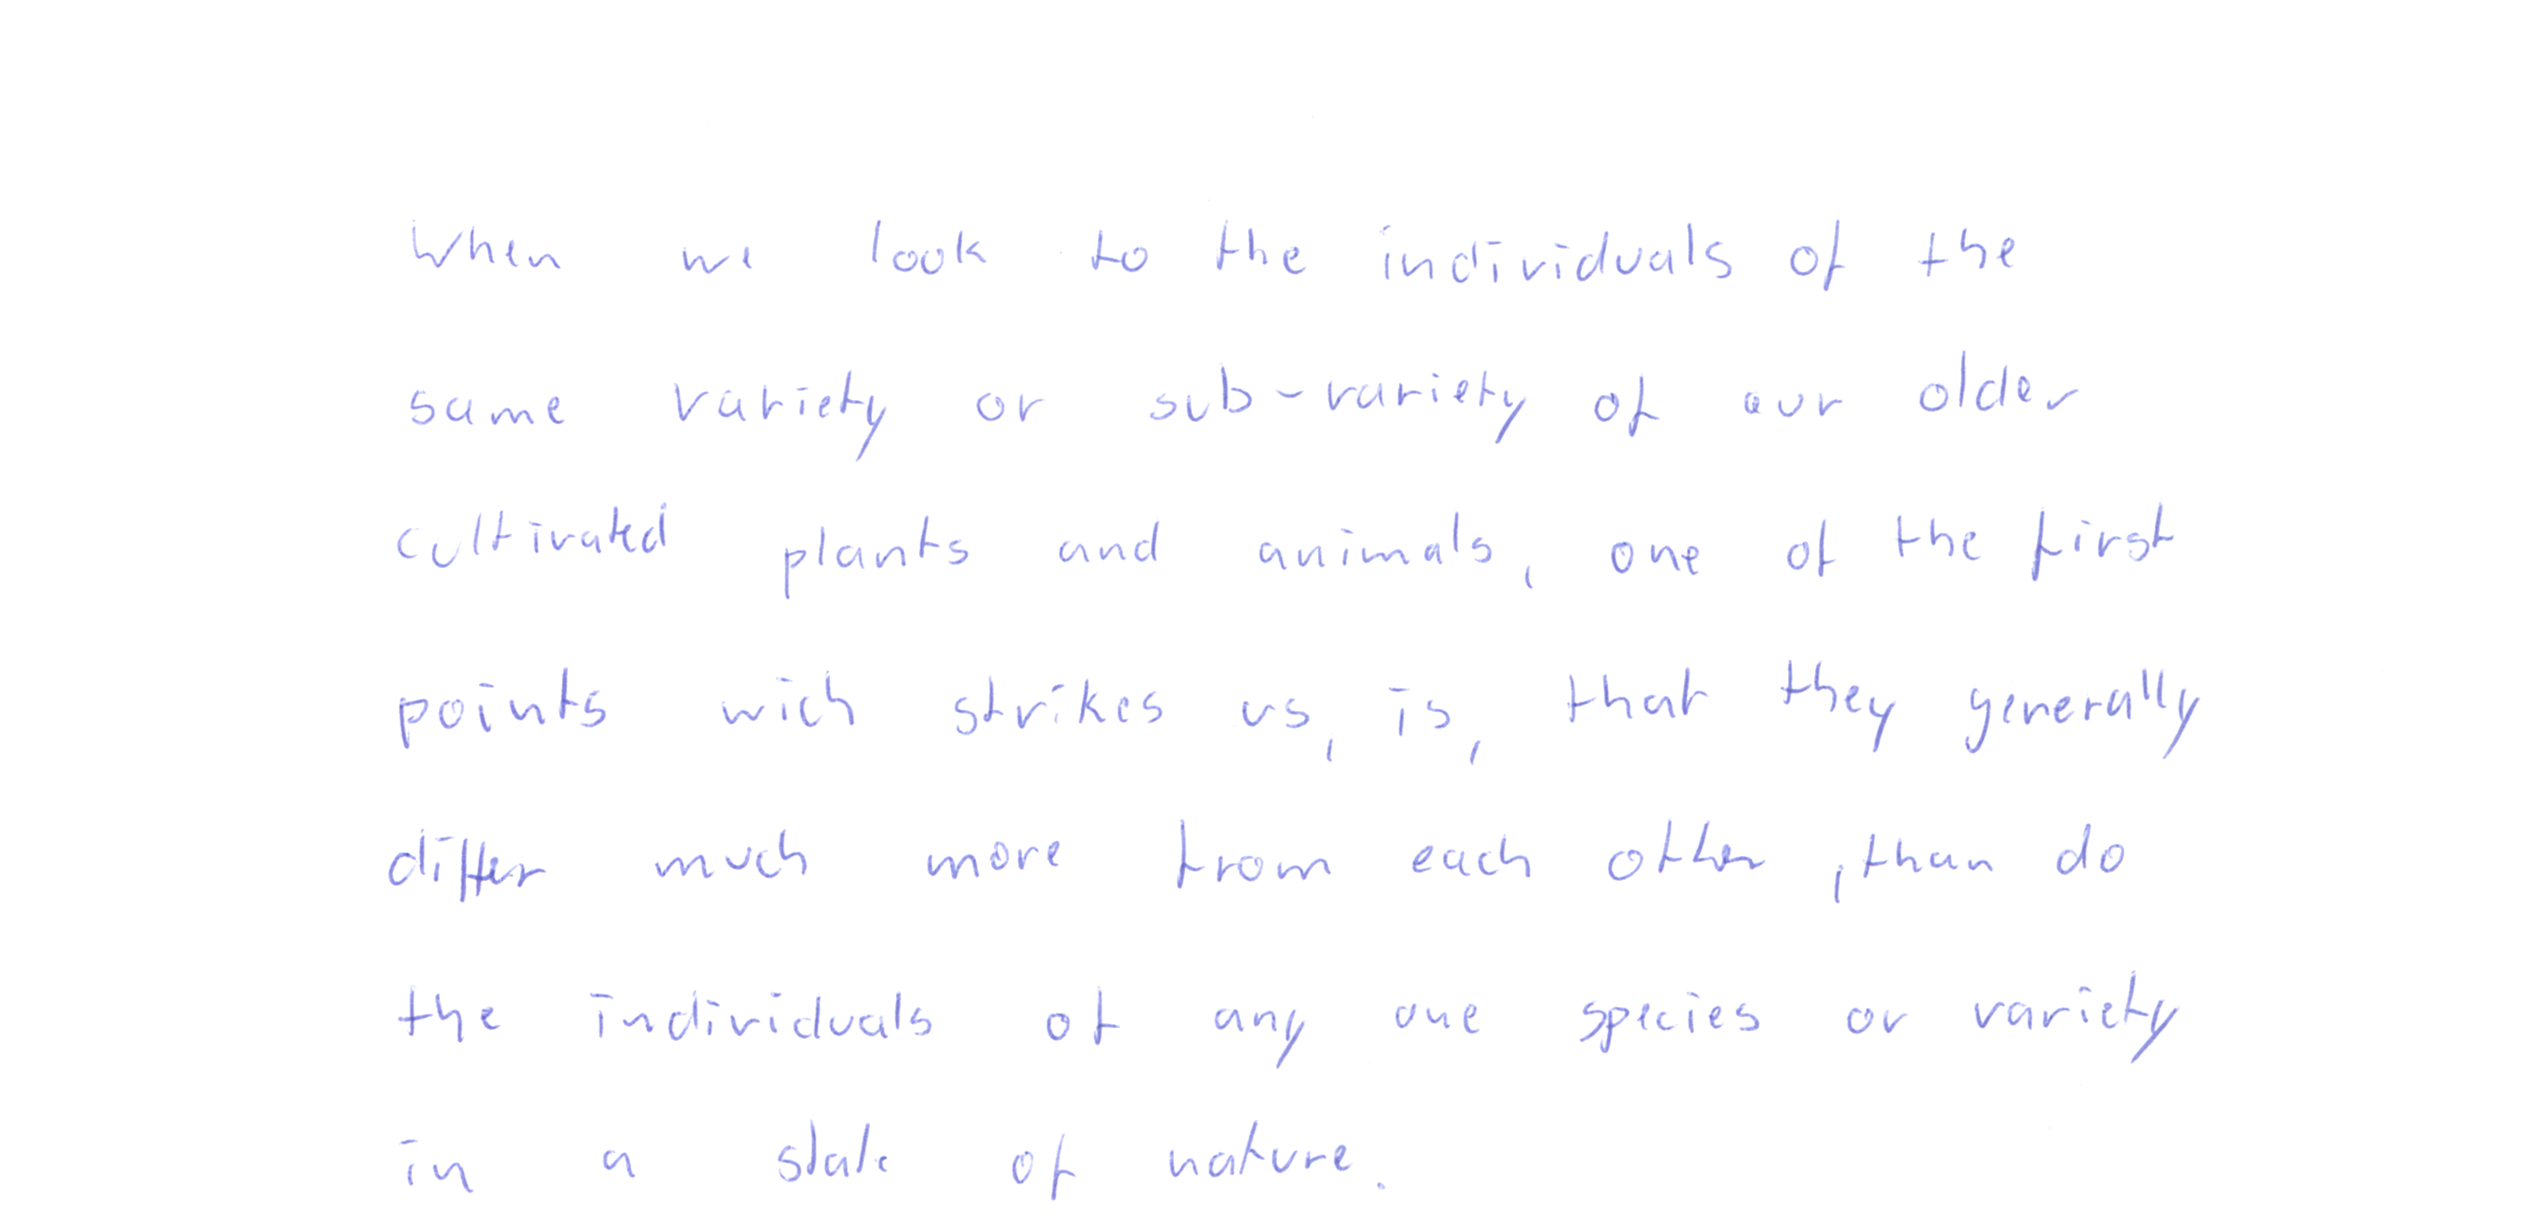 When we look to the individuals of the
same variety or sub-variety of our older
cultivated plants and animals, one of the first
points wich strikes us, is, that they generally
differ much more from each other, than do
the individuals of any one species or variety
in a state of nature.